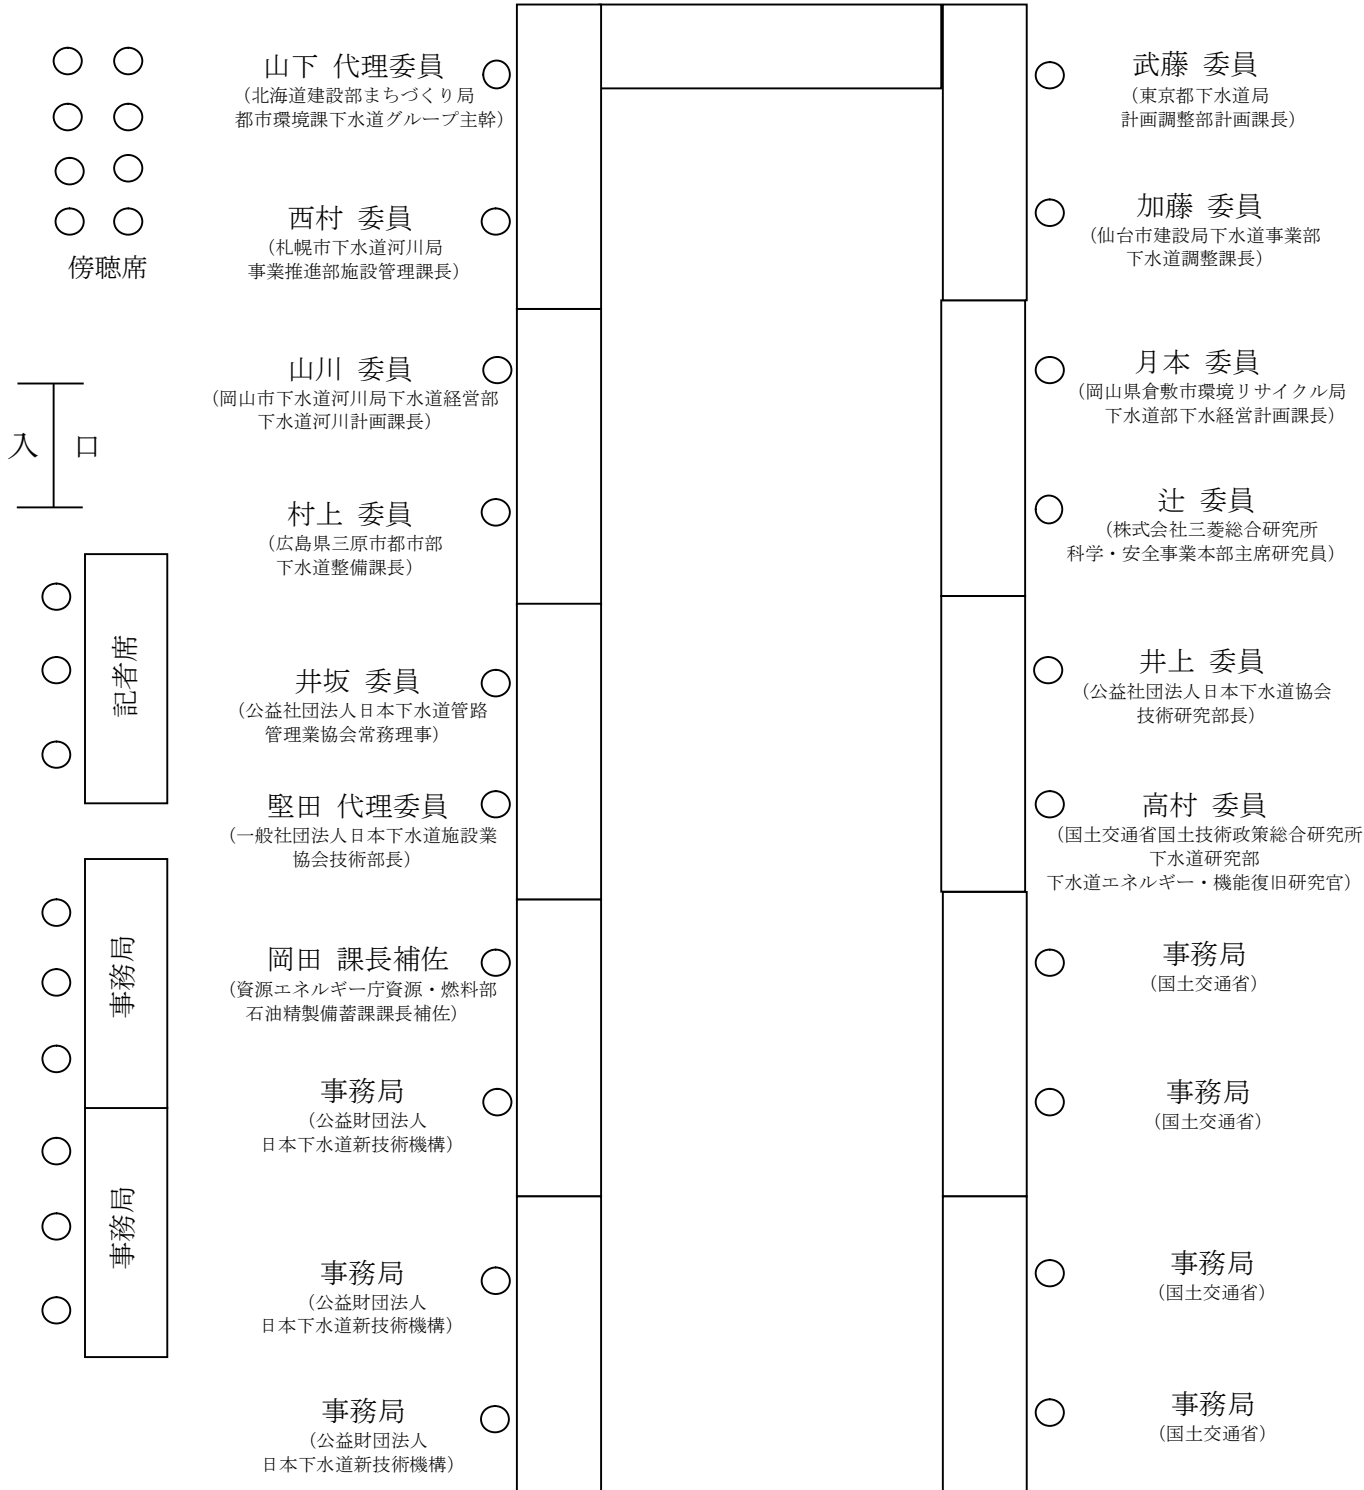 傍聴席
入 口
記者席
事務局
事務局
山下 代理委員
（北海道建設部まちづくり局
都市環境課下水道グループ主幹）
西村 委員
（札幌市下水道河川局
事業推進部施設管理課長）
山川 委員
（岡山市下水道河川局下水道経営部
下水道河川計画課長）
村上 委員
（広島県三原市都市部
下水道整備課長）
井坂 委員
（公益社団法人日本下水道管路
管理業協会常務理事）
堅田 代理委員
（一般社団法人日本下水道施設業
協会技術部長）
岡田 課長補佐
（資源エネルギー庁資源・燃料部
石油精製備蓄課課長補佐）
事務局
（公益財団法人
日本下水道新技術機構）
事務局
（公益財団法人
日本下水道新技術機構）
事務局
（公益財団法人
日本下水道新技術機構）
武藤 委員
（東京都下水道局
計画調整部計画課長）
加藤 委員
（仙台市建設局下水道事業部
下水道調整課長）
月本 委員
（岡山県倉敷市環境リサイクル局
下水道部下水経営計画課長）
辻 委員
（株式会社三菱総合研究所
科学・安全事業本部主席研究員）
井上 委員
（公益社団法人日本下水道協会
技術研究部長）
高村 委員
（国土交通省国土技術政策総合研究所
下水道研究部
下水道エネルギー・機能復旧研究官）
事務局
（国土交通省）
事務局
（国土交通省）
事務局
（国土交通省）
事務局
（国土交通省）